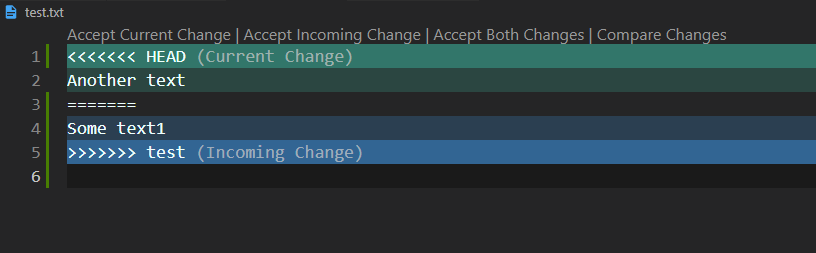 test.txt
Accept Current Change | Accept Incoming Change | Accept Both Changes | Compare Changes
1 <<<<<<< HEAD (Current Change)
2 Another text
3 =======
4 Some text1
5 >>>>>>> test (Incoming Change)
6